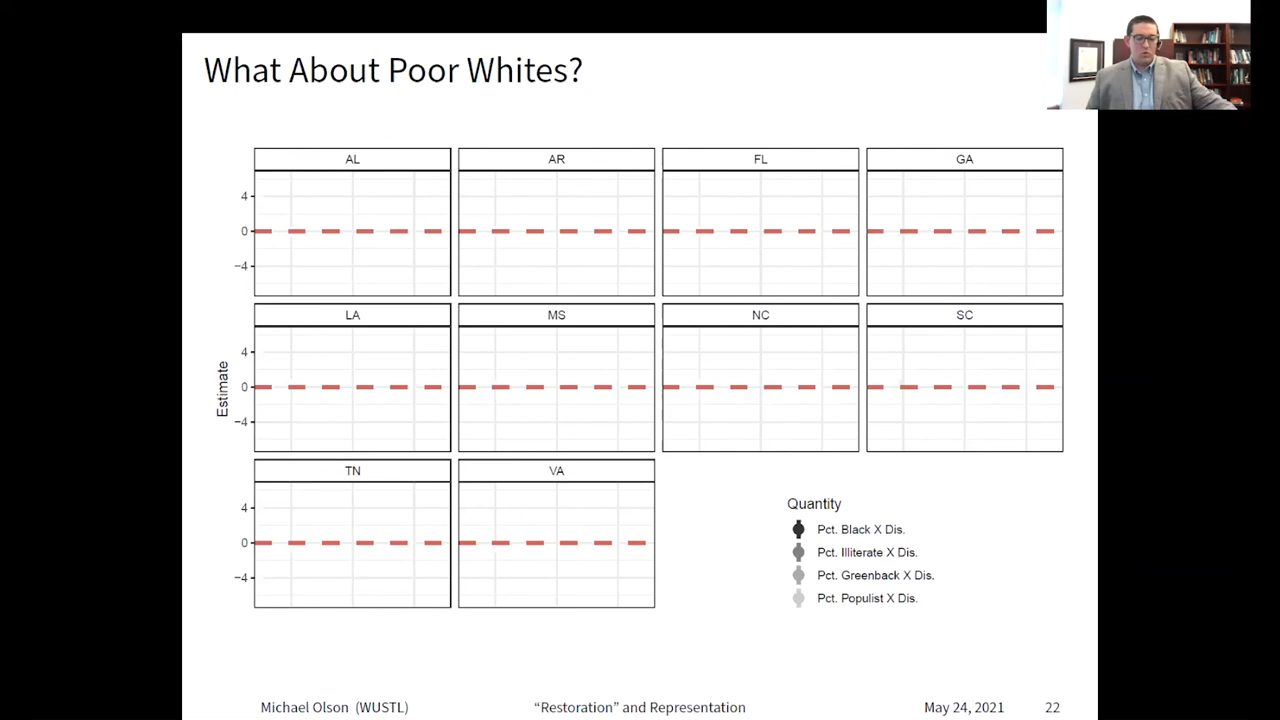 What About Poor Whites?
AL AR FL GA
4
0
−4
LA MS NC SC
4
0
−4
Estimate
TN VA
4
0
−4
Quantity
Pct. Black X Dis.
Pct. Illiterate X Dis.
Pct. Greenback X Dis.
Pct. Populist X Dis.
Michael Olson (WUSTL) “Restoration” and Representation May 24, 2021 22